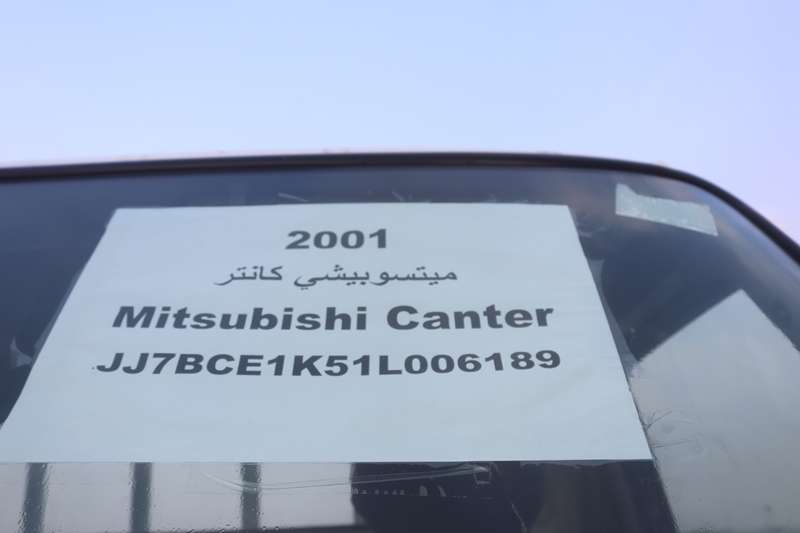 2001
ميتسوبيشي كانتر
Mitsubishi Canter
JJ7BCE1K51L006189